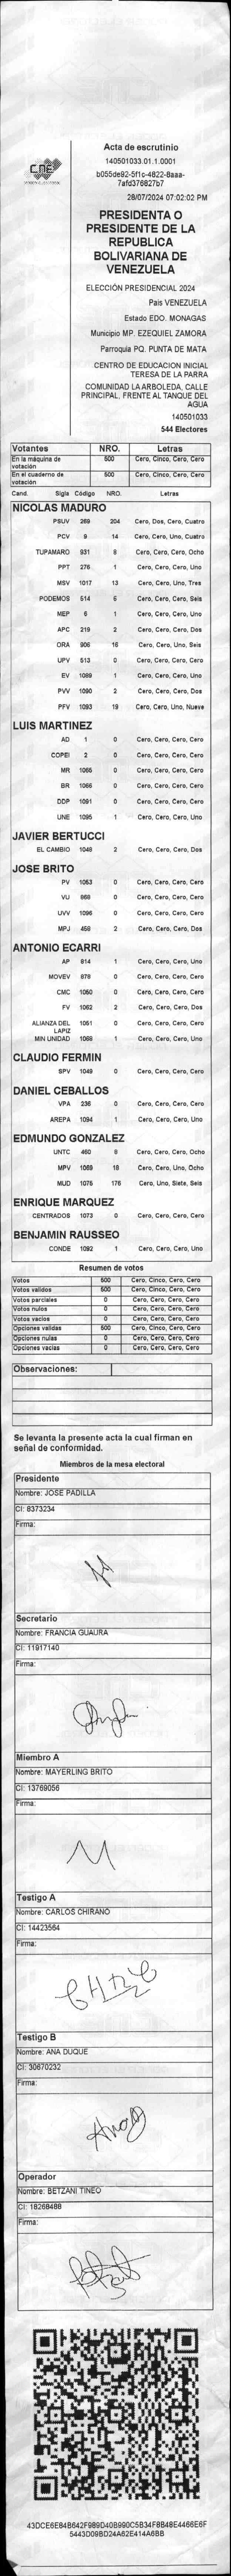 Acta de escrutinio
CNE
140501033.01.1.0001
b055de92-5f1c-4822-8aaa-
7afd376827b7
28/07/2024 07:02:02 PM
PRESIDENTA O
PRESIDENTE DE LA
REPUBLICA
BOLIVARIANA DE
VENEZUELA
ELECCIÓN PRESIDENCIAL 2024
Pais VENEZUELA
Estado EDO. MONAGAS
Municipio MP. EZEQUIEL ZAMORA
Parroquia PQ. PUNTA DE MATA
CENTRO DE EDUCACION INICIAL
TERESA DE LA PARRA
COMUNIDAD LA ARBOLEDA, CALLE
PRINCIPAL, FRENTE AL TANQUE DEL
AGUA
140501033
544 Electores
Votantes NRO. Letras
En la máquina de votación 500 Cero, Cinco, Cero, Cero
En el cuaderno de votación 500 Cero, Cinco, Cero, Cero
Cand. Sigla Código NRO. Letras
NICOLAS MADURO
PSUV 269 204 Cero, Dos, Cero, Cuatro
PCV 9 14 Cero, Cero, Uno, Cuatro
TUPAMARO 931 8 Cero, Cero, Cero, Ocho
PPT 276 1 Cero, Cero, Cero, Uno
MSV 1017 13 Cero, Cero, Uno, Tres
PODEMOS 514 6 Cero, Cero, Cero, Seis
MEP 6 1 Cero, Cero, Cero, Uno
APC 219 2 Cero, Cero, Cero, Dos
ORA 906 16 Cero, Cero, Uno, Seis
UPV 513 0 Cero, Cero, Cero, Cero
EV 1089 1 Cero, Cero, Cero, Uno
PVV 1090 2 Cero, Cero, Cero, Dos
PFV 1093 19 Cero, Cero, Uno, Nueve
LUIS MARTINEZ
AD 1 0 Cero, Cero, Cero, Cero
COPEI 2 0 Cero, Cero, Cero, Cero
MR 1065 0 Cero, Cero, Cero, Cero
BR 1066 0 Cero, Cero, Cero, Cero
DDP 1091 0 Cero, Cero, Cero, Cero
UNE 1095 1 Cero, Cero, Cero, Uno
JAVIER BERTUCCI
EL CAMBIO 1048 2 Cero, Cero, Cero, Dos
JOSE BRITO
PV 1053 0 Cero, Cero, Cero, Cero
VU 868 0 Cero, Cero, Cero, Cero
UVV 1096 0 Cero, Cero, Cero, Cero
MPJ 458 2 Cero, Cero, Cero, Dos
ANTONIO ECARRI
AP 814 1 Cero, Cero, Cero, Uno
MOVEV 878 0 Cero, Cero, Cero, Cero
CMC 1050 0 Cero, Cero, Cero, Cero
FV 1062 2 Cero, Cero, Cero, Dos
ALIANZA DEL LAPIZ 1051 0 Cero, Cero, Cero, Cero
MIN UNIDAD 1068 1 Cero, Cero, Cero, Uno
CLAUDIO FERMIN
SPV 1049 0 Cero, Cero, Cero, Cero
DANIEL CEBALLOS
VPA 236 0 Cero, Cero, Cero, Cero
AREPA 1094 1 Cero, Cero, Cero, Uno
EDMUNDO GONZALEZ
UNTC 460 8 Cero, Cero, Cero, Ocho
MPV 1069 18 Cero, Cero, Uno, Ocho
MUD 1075 176 Cero, Uno, Siete, Seis
ENRIQUE MARQUEZ
CENTRADOS 1073 0 Cero, Cero, Cero, Cero
BENJAMIN RAUSSEO
CONDE 1092 1 Cero, Cero, Cero, Uno
Resumen de votos
Votos 500 Cero, Cinco, Cero, Cero
Votos validos 500 Cero, Cinco, Cero, Cero
Votos parciales 0 Cero, Cero, Cero, Cero
Votos nulos 0 Cero, Cero, Cero, Cero
Votos vacios 0 Cero, Cero, Cero, Cero
Opciones validas 500 Cero, Cinco, Cero, Cero
Opciones nulas 0 Cero, Cero, Cero, Cero
Opciones vacias 0 Cero, Cero, Cero, Cero
Observaciones:
Se levanta la presente acta la cual firman en
señal de conformidad.
Miembros de la mesa electoral
Presidente
Nombre: JOSE PADILLA
CI: 8373234
Firma:
Secretario
Nombre: FRANCIA GUAURA
CI: 11917140
Firma:
Miembro A
Nombre: MAYERLING BRITO
CI: 13769056
Firma:
Testigo A
Nombre: CARLOS CHIRANO
CI: 14423564
Firma:
Testigo B
Nombre: ANA DUQUE
CI: 30670232
Firma:
Operador
Nombre: BETZANI TINEO
CI: 18268488
Firma:
43DCE6E84B642F989D40B990C5B34F8B48E4466E6F
5443D09BD24A62E414A6BB